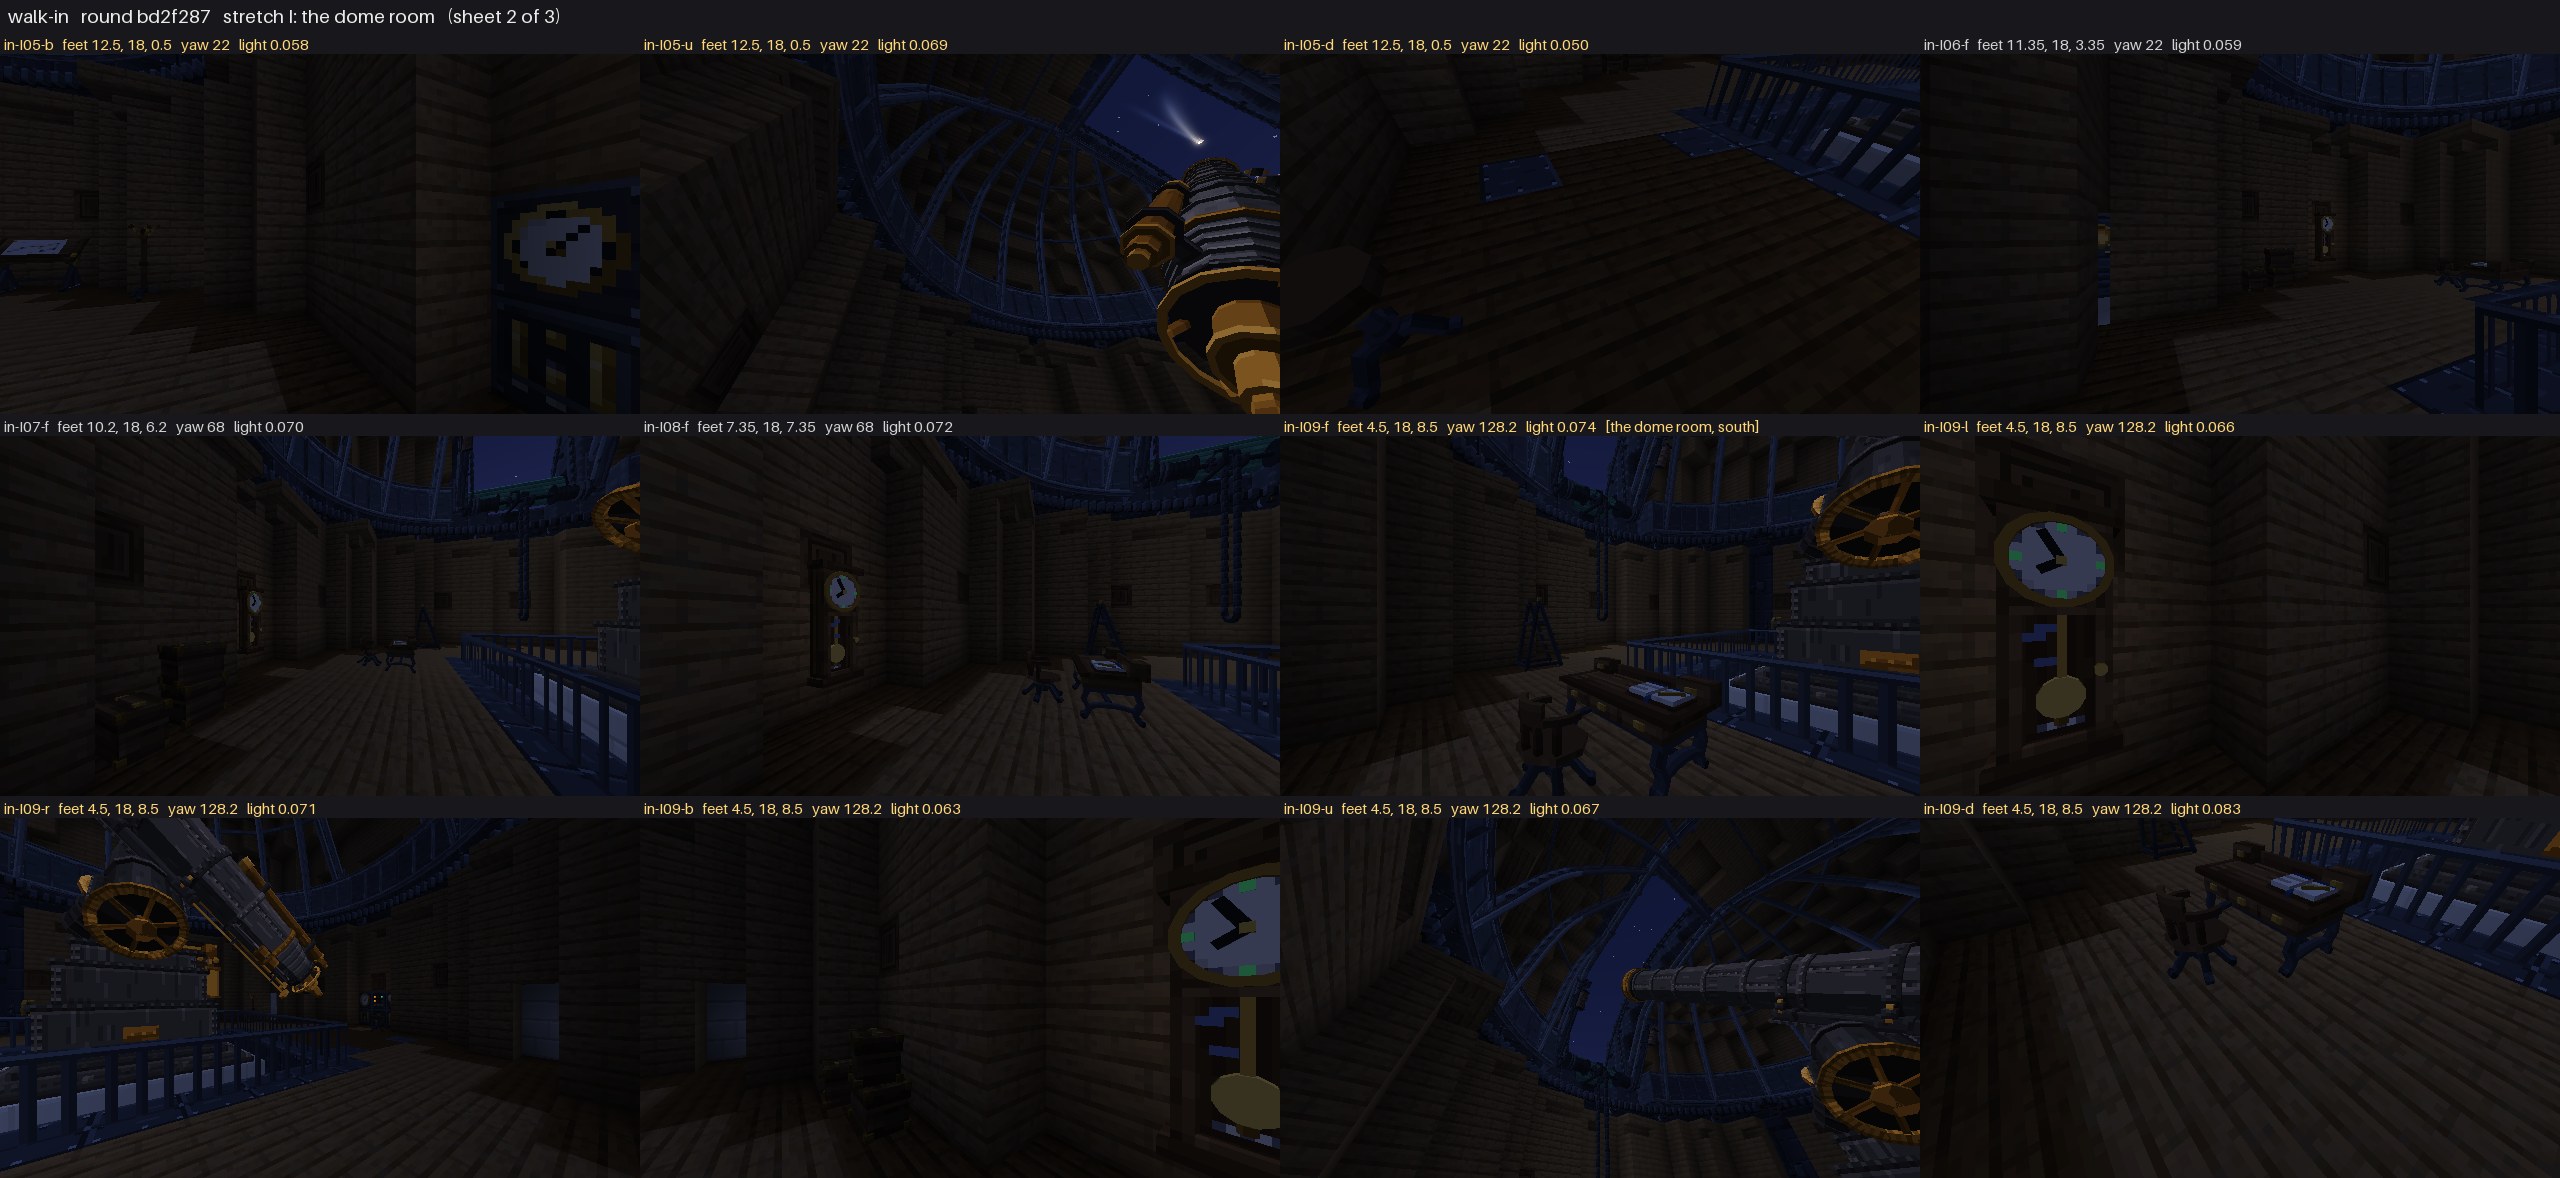 walk-in round bd2f287 stretch I: the dome room (sheet 2 of 3)
in-I05-b feet 12.5, 18, 0.5 yaw 22 light 0.058
in-I05-u feet 12.5, 18, 0.5 yaw 22 light 0.069
in-I05-d feet 12.5, 18, 0.5 yaw 22 light 0.050
in-I06-f feet 11.35, 18, 3.35 yaw 22 light 0.059
in-I07-f feet 10.2, 18, 6.2 yaw 68 light 0.070
in-I08-f feet 7.35, 18, 7.35 yaw 68 light 0.072
in-I09-f feet 4.5, 18, 8.5 yaw 128.2 light 0.074 [the dome room, south]
in-I09-l feet 4.5, 18, 8.5 yaw 128.2 light 0.066
in-I09-r feet 4.5, 18, 8.5 yaw 128.2 light 0.071
in-I09-b feet 4.5, 18, 8.5 yaw 128.2 light 0.063
in-I09-u feet 4.5, 18, 8.5 yaw 128.2 light 0.067
in-I09-d feet 4.5, 18, 8.5 yaw 128.2 light 0.083